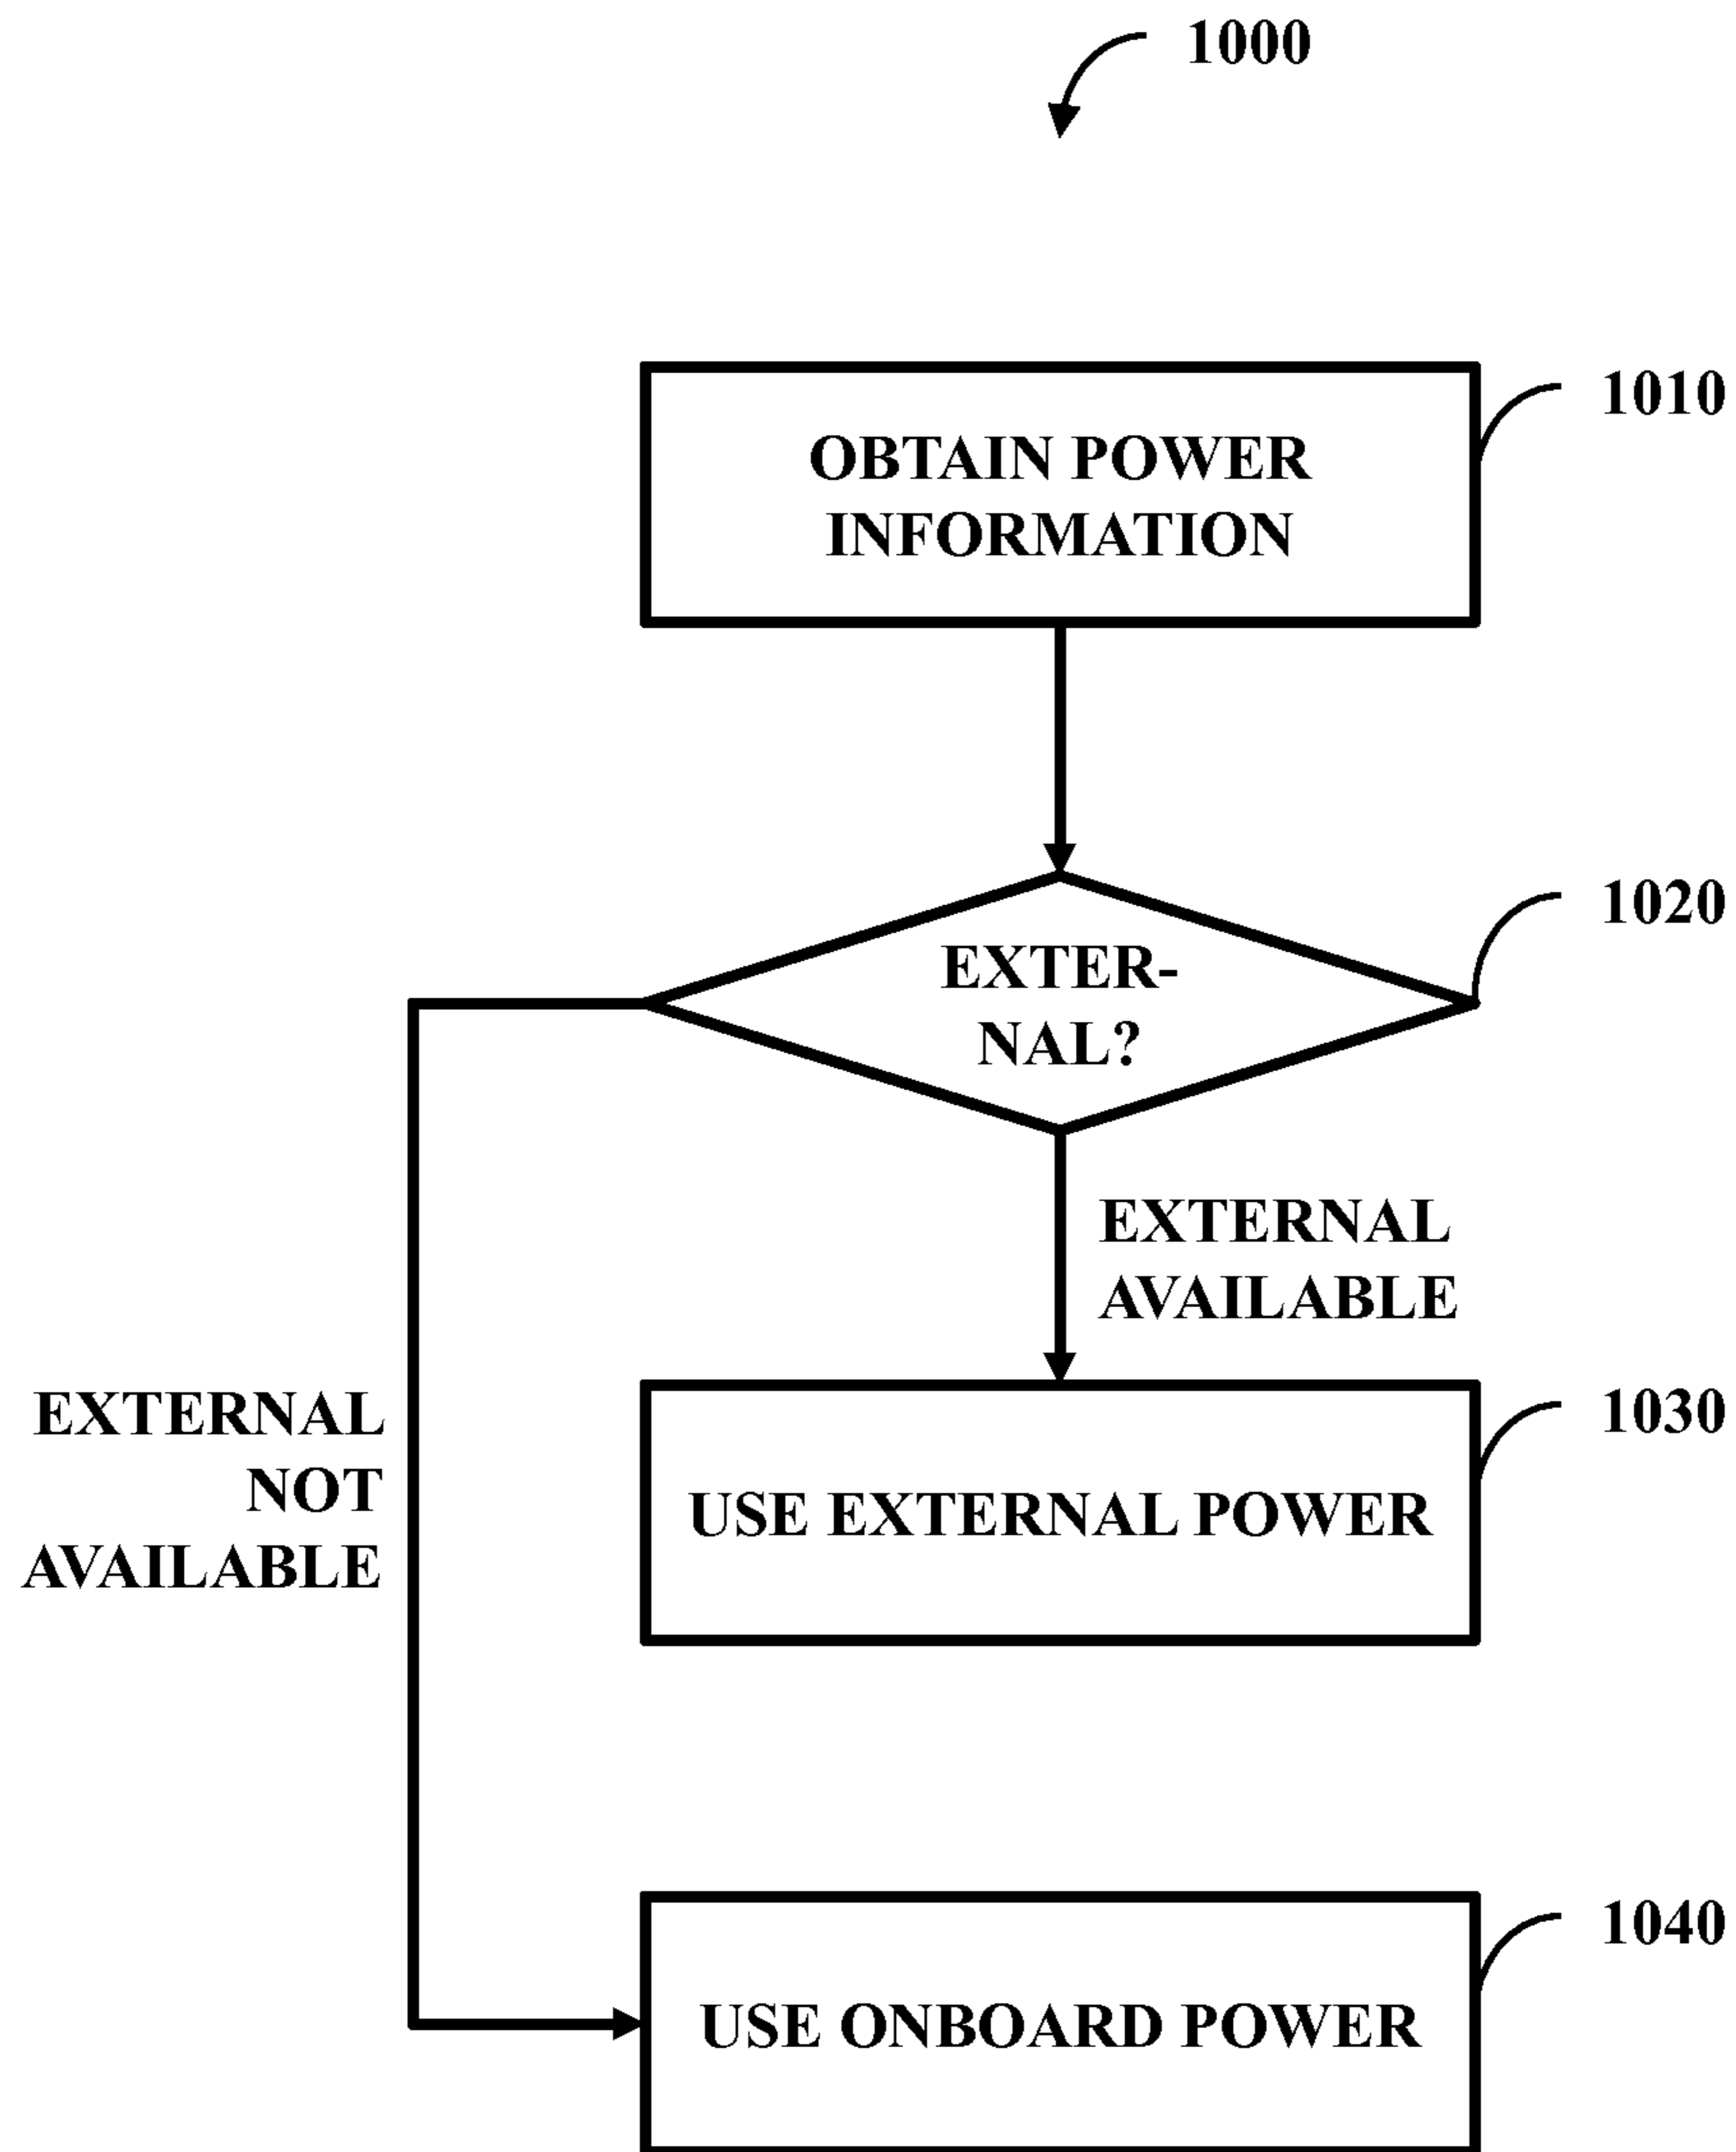 1000
1010
OBTAIN POWER
INFORMATION
1020
EXTER-
NAL?
EXTERNAL
AVAILABLE
EXTERNAL
NOT
AVAILABLE
1030
USE EXTERNAL POWER
1040
USE ONBOARD POWER